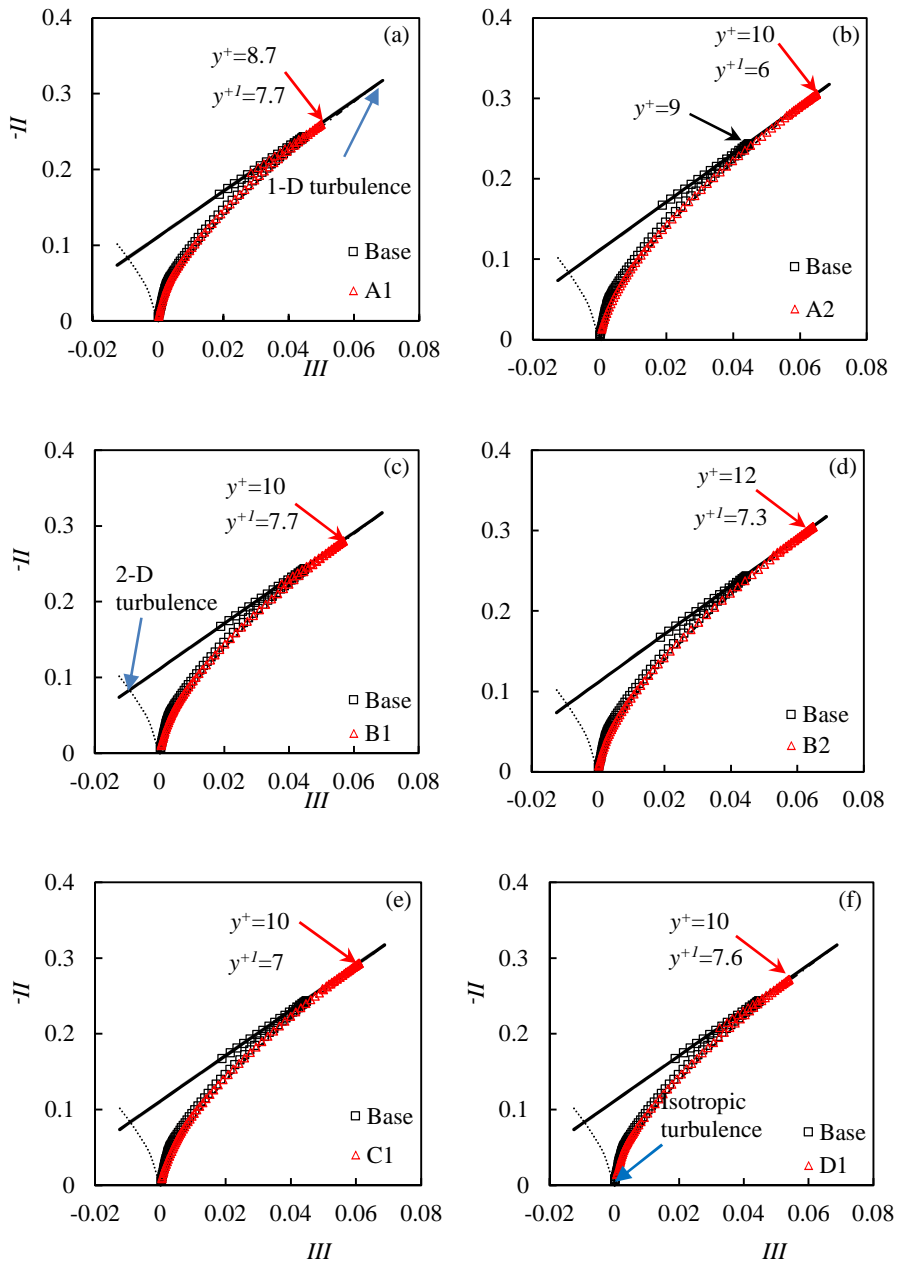 (a)
0.4
0.3
0.2
0.1
0
-II
y+=8.7
y+1=7.7
1-D turbulence
Base
A1
-0.02 0 0.02 0.04 0.06 0.08
III
(b)
0.4
0.3
0.2
0.1
0
y+=10
y+1=6
y+=9
Base
A2
-0.02 0 0.02 0.04 0.06 0.08
(c)
0.4
0.3
0.2
0.1
0
-II
y+=10
y+1=7.7
2-D
turbulence
Base
B1
-0.02 0 0.02 0.04 0.06 0.08
III
(d)
0.4
0.3
0.2
0.1
0
y+=12
y+1=7.3
Base
B2
-0.02 0 0.02 0.04 0.06 0.08
(e)
0.4
0.3
0.2
0.1
0
-II
y+=10
y+1=7
Base
C1
-0.02 0 0.02 0.04 0.06 0.08
III
(f)
0.4
0.3
0.2
0.1
0
-II
y+=10
y+1=7.6
Isotropic
turbulence
Base
D1
-0.02 0 0.02 0.04 0.06 0.08
III